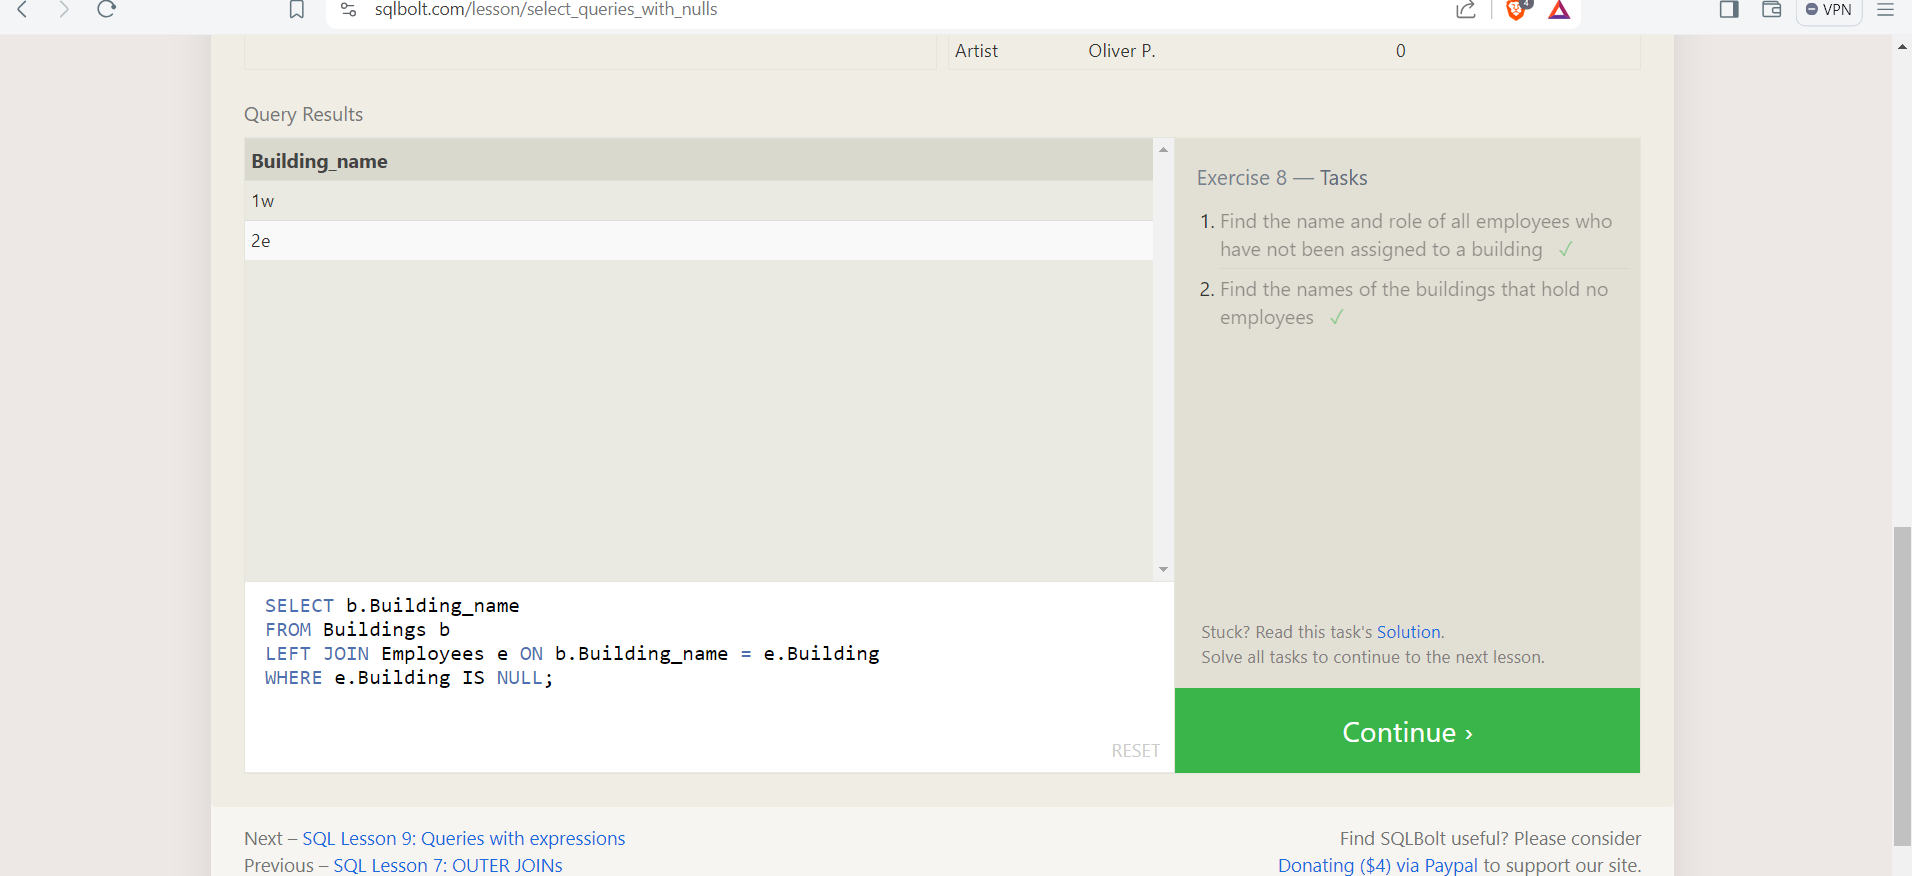 sqlbolt.com/lesson/select_queries_with_nulls
4
VPN
Artist Oliver P. 0
Query Results
Building_name
1w
2e
Exercise 8 — Tasks
1. Find the name and role of all employees who
have not been assigned to a building ✓
2. Find the names of the buildings that hold no
employees ✓
SELECT b.Building_name
FROM Buildings b
LEFT JOIN Employees e ON b.Building_name = e.Building
WHERE e.Building IS NULL;
RESET
Stuck? Read this task's Solution.
Solve all tasks to continue to the next lesson.
Continue ›
Next – SQL Lesson 9: Queries with expressions
Previous – SQL Lesson 7: OUTER JOINs
Find SQLBolt useful? Please consider
Donating ($4) via Paypal to support our site.